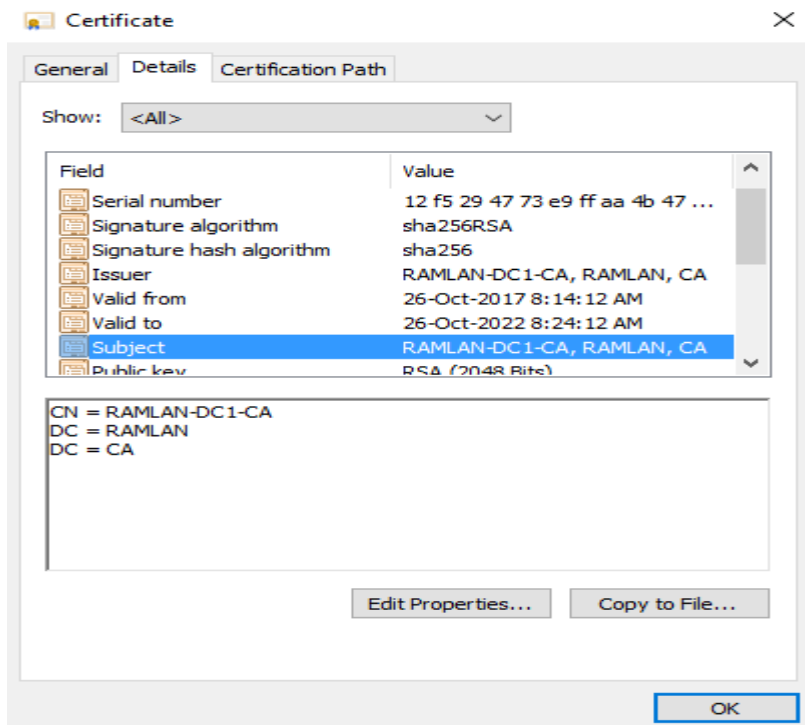 Certificate
General Details Certification Path
Show: <All>
Field Value
Serial number 12 f5 29 47 73 e9 ff aa 4b 47 ...
Signature algorithm sha256RSA
Signature hash algorithm sha256
Issuer RAMLAN-DC1-CA, RAMLAN, CA
Valid from 26-Oct-2017 8:14:12 AM
Valid to 26-Oct-2022 8:24:12 AM
Subject RAMLAN-DC1-CA, RAMLAN, CA
Public key RSA (2048 Bits)
CN = RAMLAN-DC1-CA
DC = RAMLAN
DC = CA
Edit Properties... Copy to File...
OK